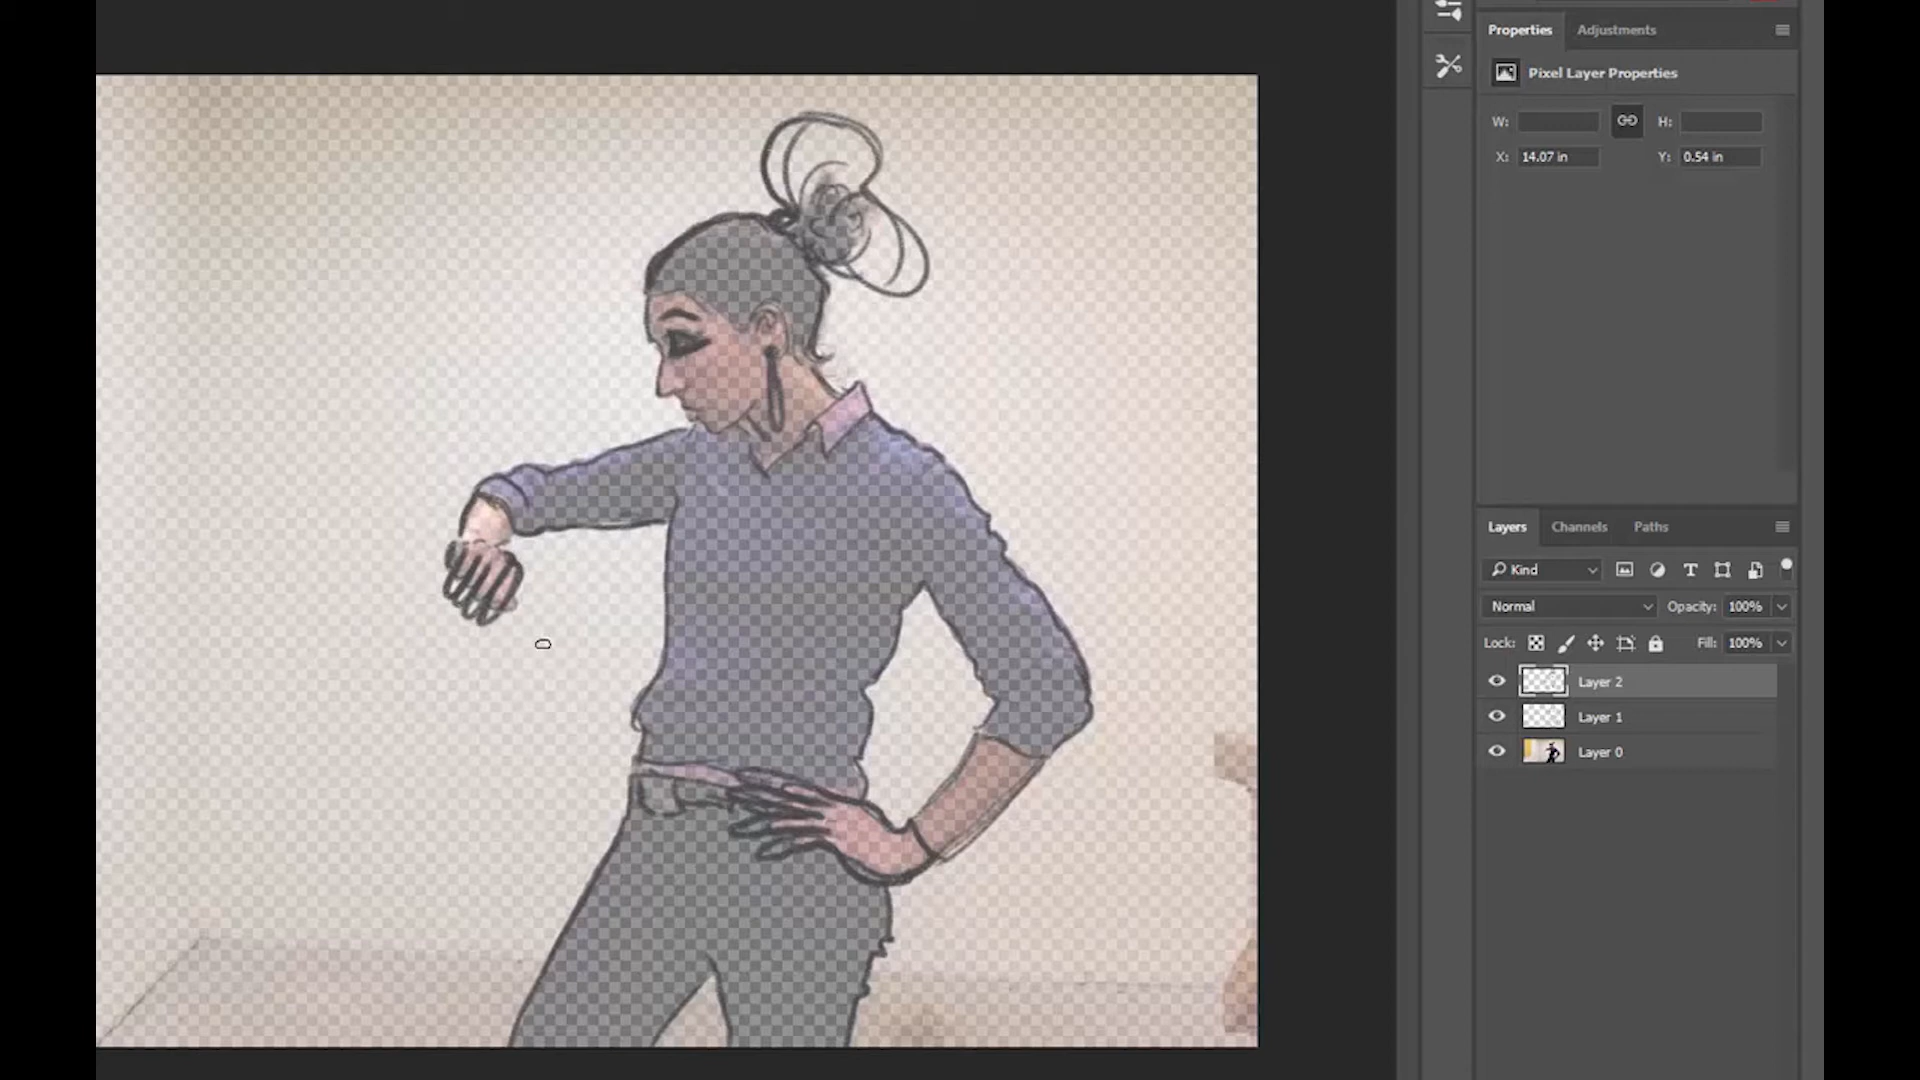 Properties Adjustments
Pixel Layer Properties
W: H:
X: 14.07 in Y: 0.54 in
Layers Channels Paths
Kind T
Normal Opacity: 100%
Lock: Fill: 100%
Layer 2
Layer 1
Layer 0